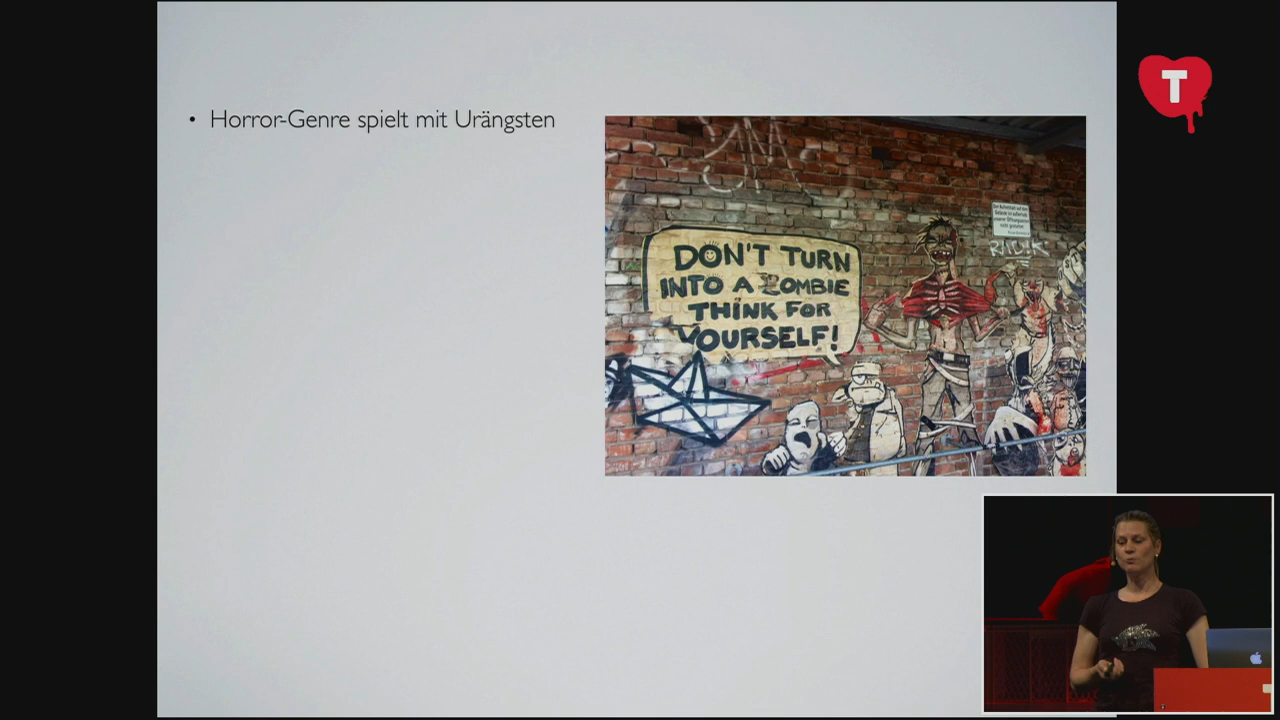 • Horror-Genre spielt mit Urängsten
DON'T TURN
INTO A ZOMBIE
THINK FOR
YOURSELF!
T